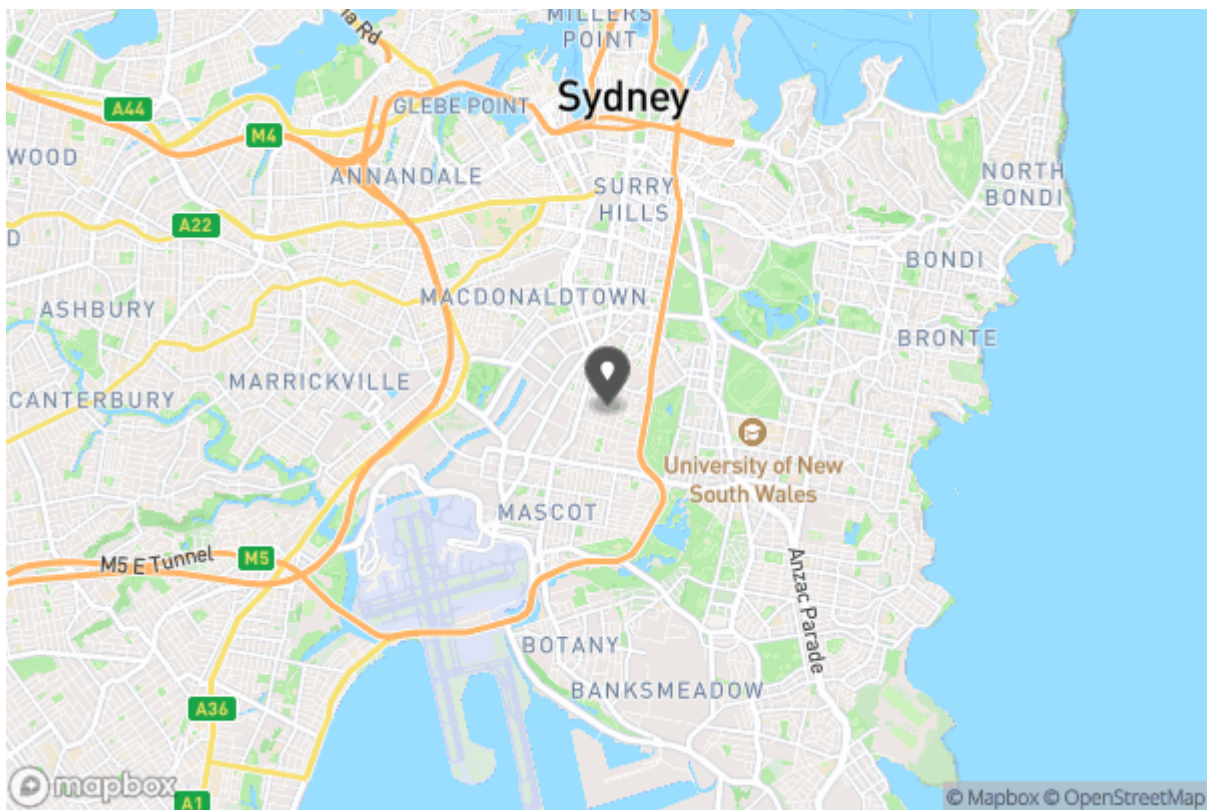 MILLERS
POINT
na Rd
A44
GLEBE POINT
Sydney
M4
WOOD
ANNANDALE
NORTH
BONDI
SURRY
HILLS
A22
D
BONDI
MACDONALDTOWN
ASHBURY
BRONTE
MARRICKVILLE
CANTERBURY
University of New
South Wales
MASCOT
M5 E Tunnel
M5
Anzac Parade
BOTANY
BANKSMEADOW
A36
mapbox
A1
© Mapbox © OpenStreetMap